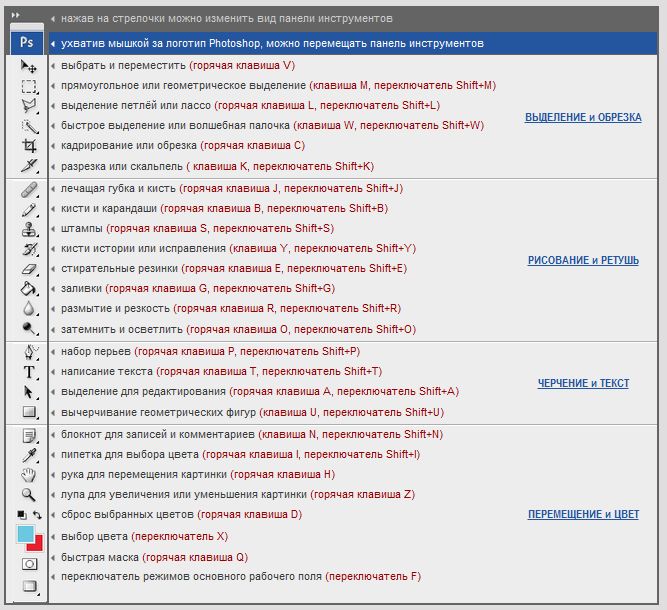 нажав на стрелочки можно изменить вид панели инструментов
Ps
ухватив мышкой за логотип Photoshop, можно перемещать панель инструментов
выбрать и переместить (горячая клавиша V)
прямоугольное или геометрическое выделение (клавиша M, переключатель Shift+M)
выделение петлёй или лассо (горячая клавиша L, переключатель Shift+L)
ВЫДЕЛЕНИЕ и ОБРЕЗКА
быстрое выделение или волшебная палочка (клавиша W, переключатель Shift+W)
кадрирование или обрезка (горячая клавиша C)
разрезка или скальпель ( клавиша K, переключатель Shift+K)
лечащая губка и кисть (горячая клавиша J, переключатель Shift+J)
кисти и карандаши (горячая клавиша B, переключатель Shift+B)
штампы (горячая клавиша S, переключатель Shift+S)
кисти истории или исправления (клавиша Y, переключатель Shift+Y)
РИСОВАНИЕ и РЕТУШЬ
стирательные резинки (горячая клавиша E, переключатель Shift+E)
заливки (горячая клавиша G, переключатель Shift+G)
размытие и резкость (горячая клавиша R, переключатель Shift+R)
затемнить и осветлить (горячая клавиша O, переключатель Shift+O)
набор перьев (горячая клавиша P, переключатель Shift+P)
T
написание текста (горячая клавиша T, переключатель Shift+T)
ЧЕРЧЕНИЕ и ТЕКСТ
выделение для редактирования (горячая клавиша A, переключатель Shift+A)
вычерчивание геометрических фигур (клавиша U, переключатель Shift+U)
блокнот для записей и комментариев (клавиша N, переключатель Shift+N)
пипетка для выбора цвета (горячая клавиша I, переключатель Shift+I)
рука для перемещения картинки (горячая клавиша H)
лупа для увеличения или уменьшения картинки (горячая клавиша Z)
сброс выбранных цветов (горячая клавиша D)
ПЕРЕМЕЩЕНИЕ и ЦВЕТ
выбор цвета (переключатель X)
быстрая маска (горячая клавиша Q)
переключатель режимов основного рабочего поля (переключатель F)